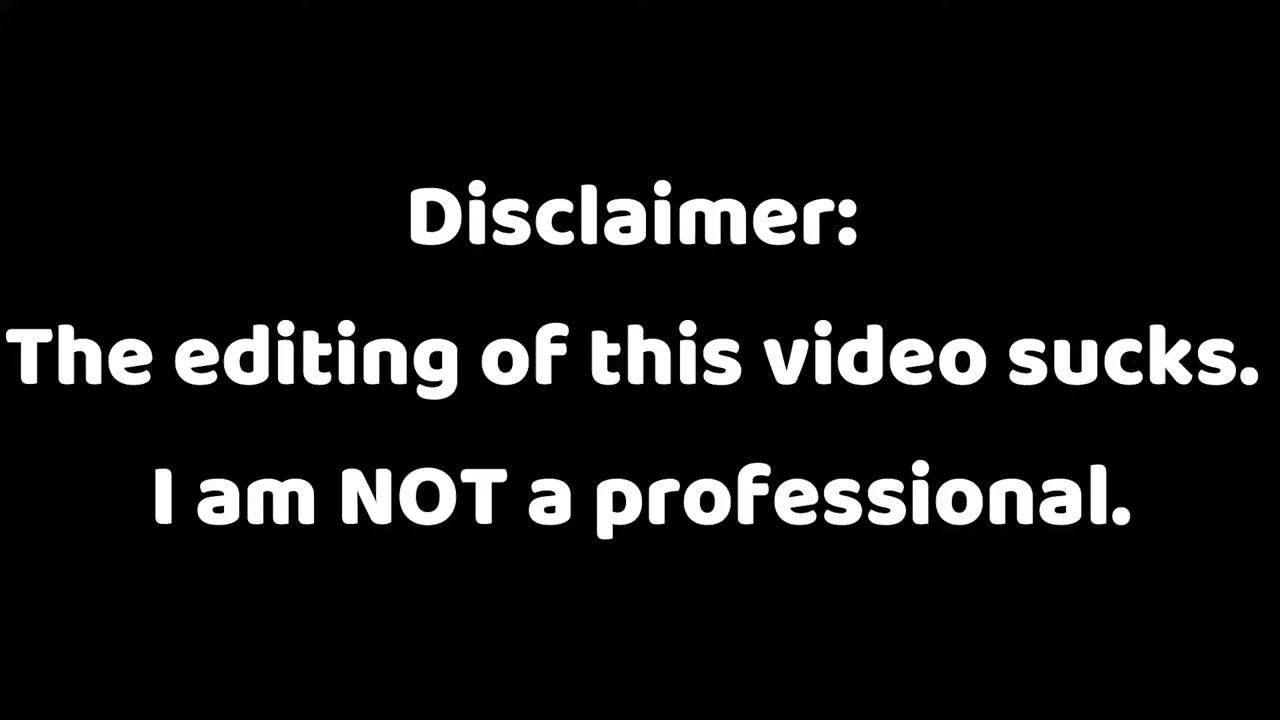 Disclaimer:
The editing of this video sucks.
I am NOT a professional.